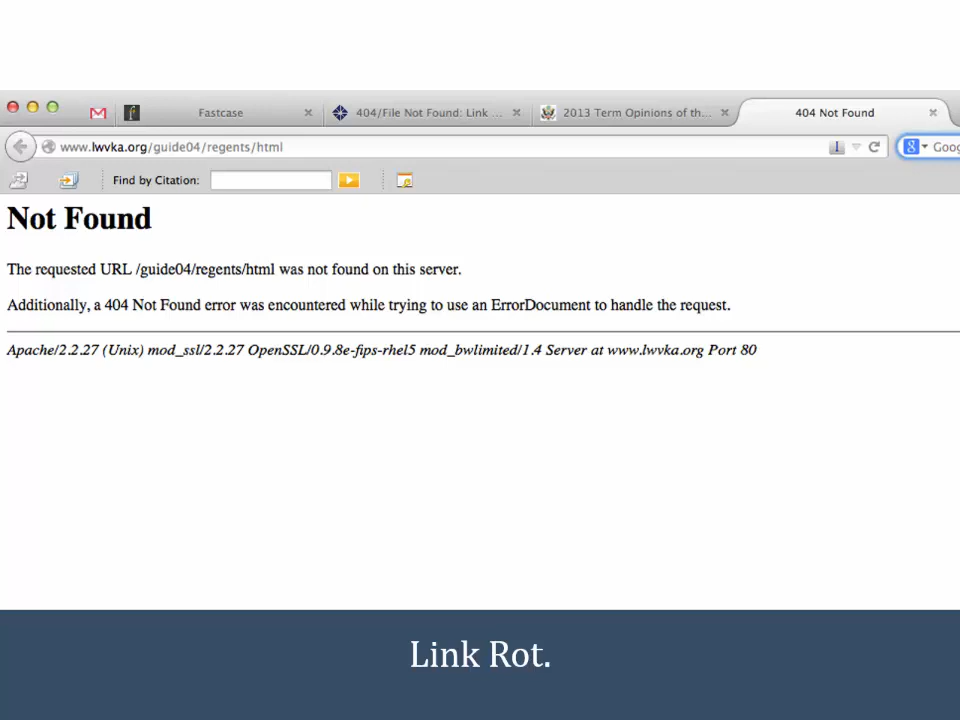 Fastcase
404/File Not Found: Link ...
2013 Term Opinions of th...
404 Not Found
www.lwvka.org/guide04/regents/html
Goog
Find by Citation:
Not Found
The requested URL /guide04/regents/html was not found on this server.
Additionally, a 404 Not Found error was encountered while trying to use an ErrorDocument to handle the request.
Apache/2.2.27 (Unix) mod_ssl/2.2.27 OpenSSL/0.9.8e-fips-rhel5 mod_bwlimited/1.4 Server at www.lwvka.org Port 80
Link Rot.